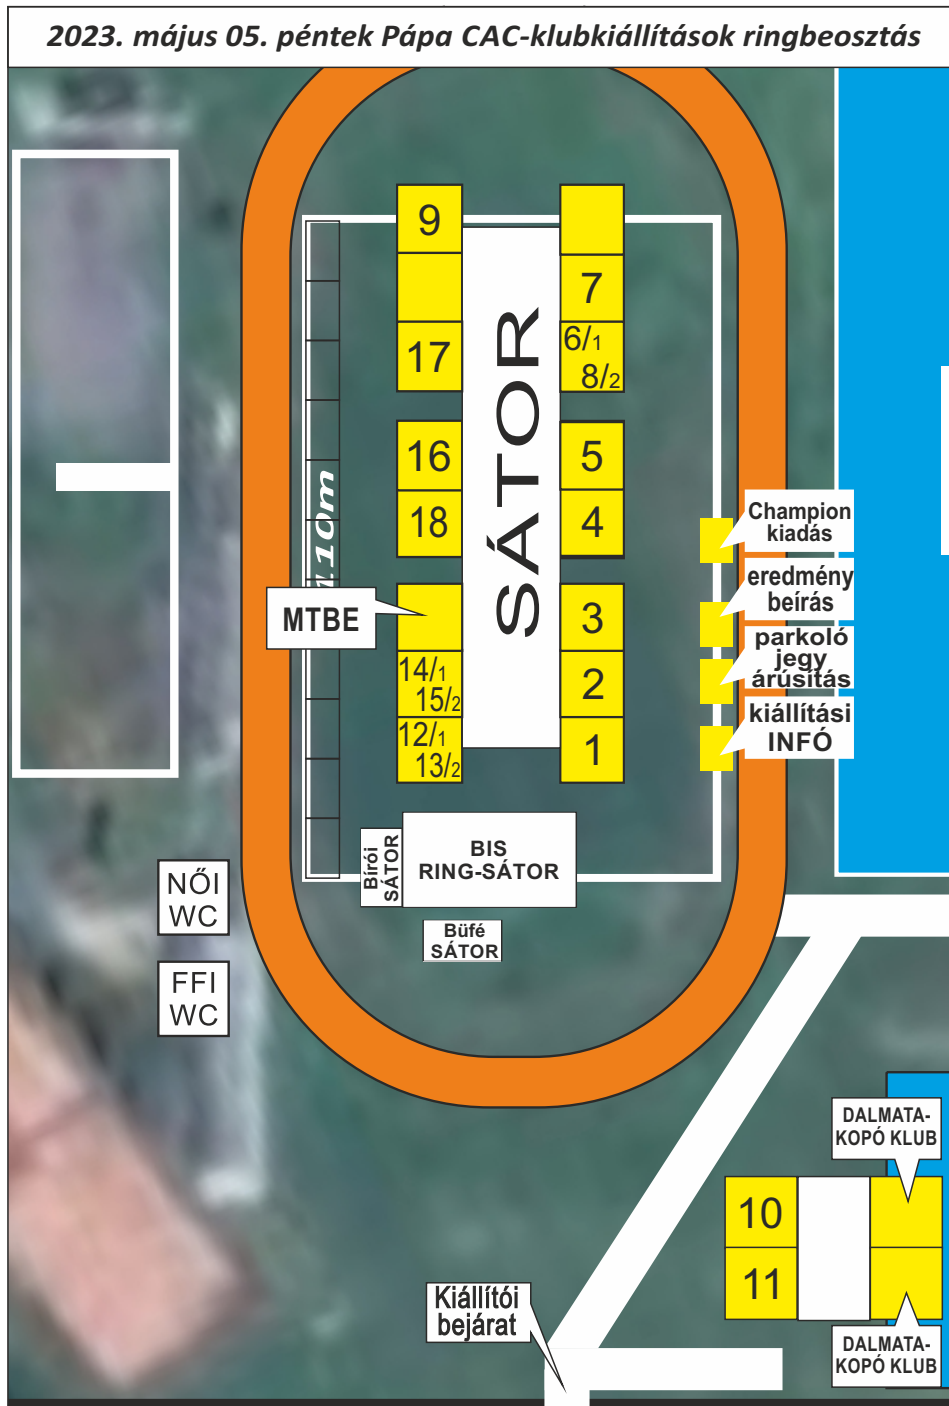 2023. május 05. péntek Pápa CAC-klubkiállítások ringbeosztás
9
17
16
18
MTBE
14/1
15/2
12/1
13/2
SÁTOR
7
6/1
8/2
5
4
3
2
1
110m
Champion
kiadás
eredmény
beírás
parkoló
jegy
árúsítás
kiállítási
INFÓ
Bírói
SÁTOR
BIS
RING-SÁTOR
Büfé
SÁTOR
NŐI
WC
FFI
WC
DALMATA-
KOPÓ KLUB
10
11
DALMATA-
KOPÓ KLUB
Kiállítói
bejárat